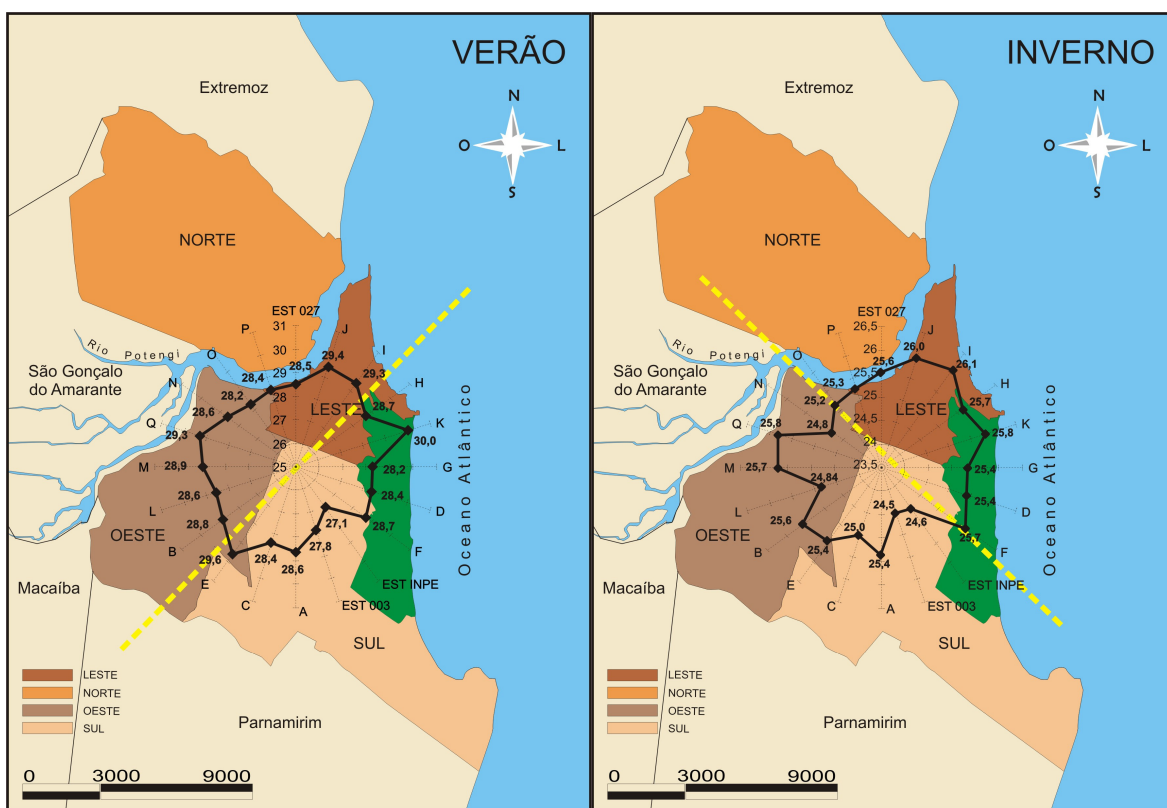 VERÃO
Extremoz
N
O
L
S
NORTE
EST 027
31
30
29
28
27
26
25
P
J
O
I
N
H
Q
K
M
G
L
D
B
F
E
EST INPE
C
A
EST 003
Rio Potengi
São Gonçalo
do Amarante
LESTE
OESTE
SUL
Macaíba
Parnamirim
Oceano Atlântico
28,5
29,4
29,3
28,7
30,0
28,2
28,4
28,7
27,1
27,8
28,6
28,4
29,6
28,8
28,6
28,9
29,3
28,6
28,2
28,4
LESTE
NORTE
OESTE
SUL
0 3000 9000
INVERNO
Extremoz
N
O
L
S
NORTE
EST 027
26,5
26
25,5
25
24,5
24
23,5
P
J
O
I
N
H
Q
K
M
G
L
D
B
F
E
EST INPE
C
A
EST 003
Rio Potengi
São Gonçalo
do Amarante
LESTE
OESTE
SUL
Macaíba
Parnamirim
Oceano Atlântico
25,6
26,0
26,1
25,7
25,8
25,4
25,4
25,7
24,6
24,5
25,4
25,0
25,4
25,6
24,84
25,7
25,8
24,8
25,2
25,3
LESTE
NORTE
OESTE
SUL
0 3000 9000